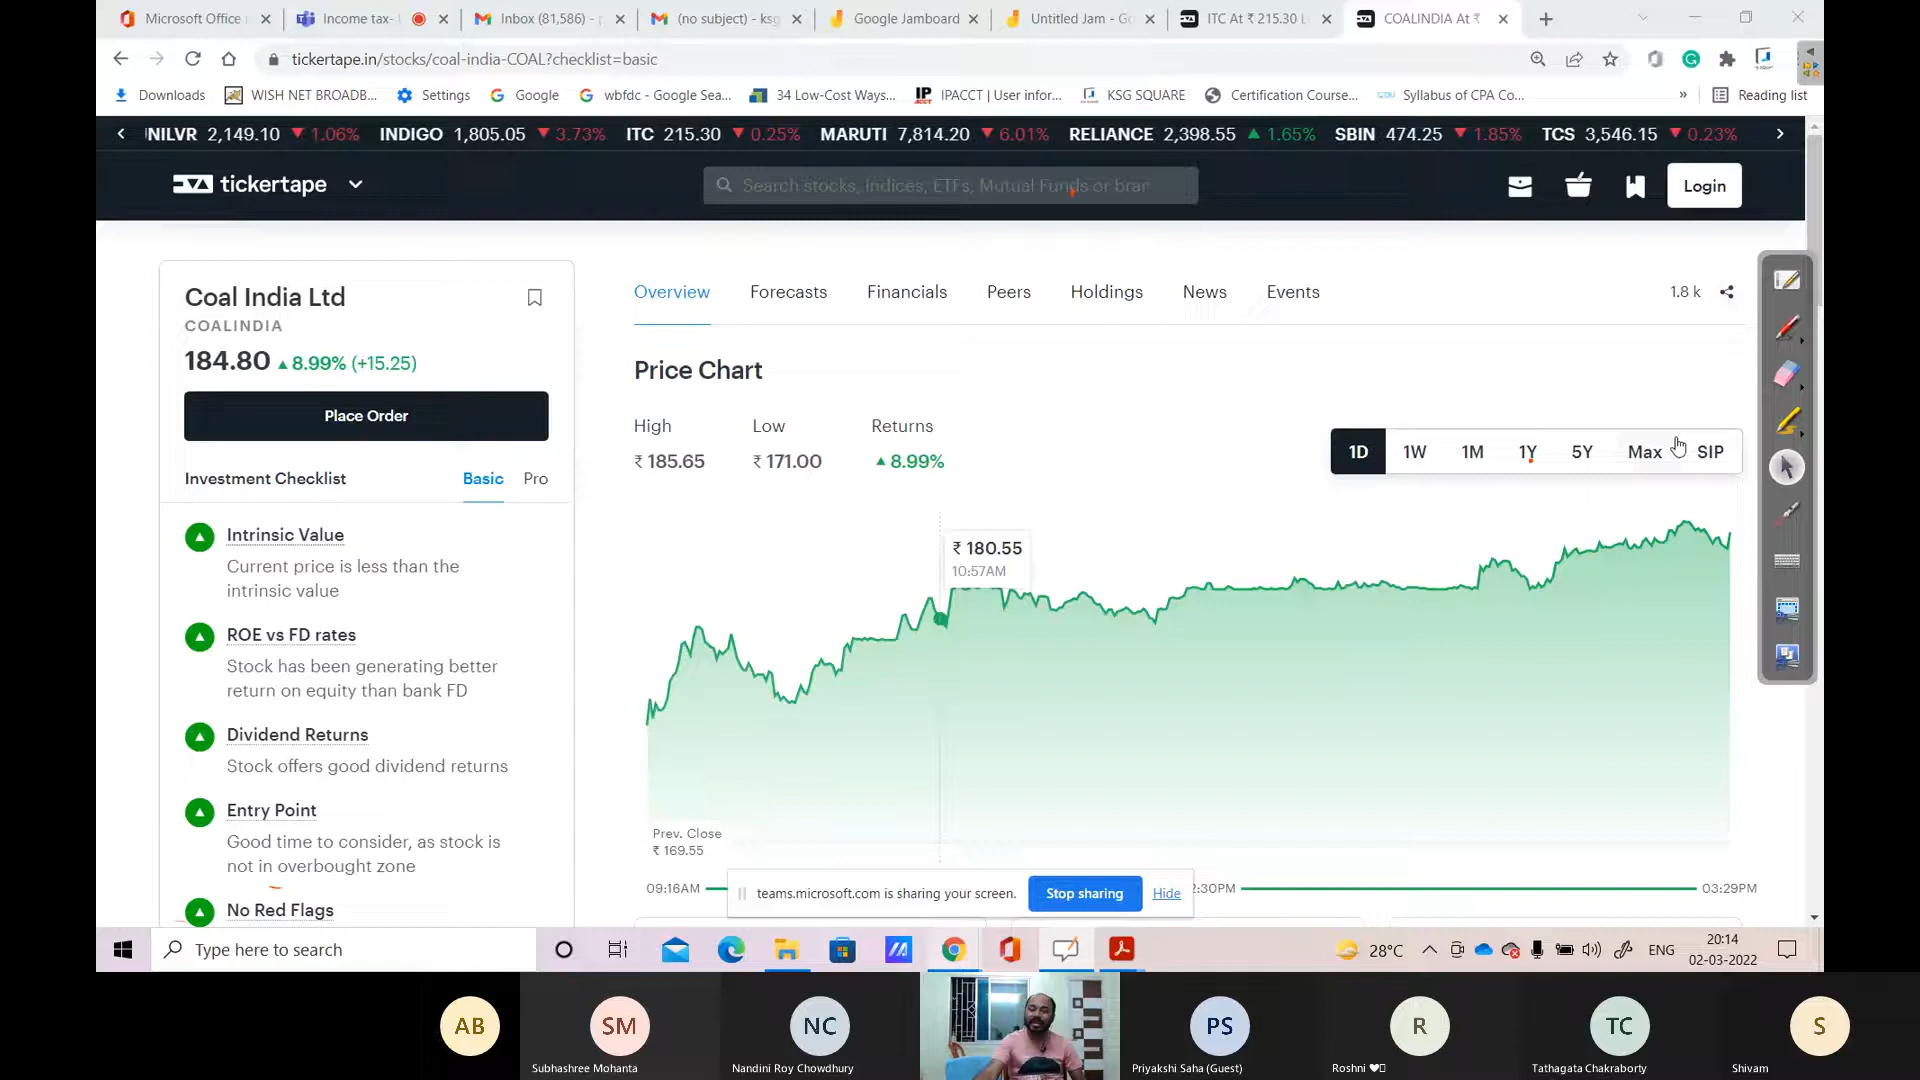 Microsoft Office
Income tax-
Inbox (81,586) -
(no subject) - ksg
Google Jamboard
Untitled Jam - Go
ITC At ₹ 215.30 L
COALINDIA At ₹
tickertape.in/stocks/coal-india-COAL?checklist=basic
Downloads
WISH NET BROADB...
Settings
Google
wbfdc - Google Sea...
34 Low-Cost Ways...
IPACCT | User infor...
KSG SQUARE
Certification Course...
Syllabus of CPA Co...
»
Reading list
NILVR 2,149.10 ▼ 1.06% INDIGO 1,805.05 ▼ 3.73% ITC 215.30 ▼ 0.25% MARUTI 7,814.20 ▼ 6.01% RELIANCE 2,398.55 ▲ 1.65% SBIN 474.25 ▼ 1.85% TCS 3,546.15 ▼ 0.23%
tickertape
Search stocks, indices, ETFs, Mutual Funds or bran
Login
Coal India Ltd
COALINDIA
184.80 ▲ 8.99% (+15.25)
Place Order
Investment Checklist
Basic
Pro
Intrinsic Value
Current price is less than the
intrinsic value
ROE vs FD rates
Stock has been generating better
return on equity than bank FD
Dividend Returns
Stock offers good dividend returns
Entry Point
Good time to consider, as stock is
not in overbought zone
No Red Flags
Overview
Forecasts
Financials
Peers
Holdings
News
Events
1.8 k
Price Chart
High
Low
Returns
₹ 185.65
₹ 171.00
▲ 8.99%
1D
1W
1M
1Y
5Y
Max
SIP
₹ 180.55
10:57AM
Prev. Close
₹ 169.55
09:16AM
2:30PM
03:29PM
teams.microsoft.com is sharing your screen.
Stop sharing
Hide
Type here to search
28°C
ENG
20:14
02-03-2022
AB
SM
Subhashree Mohanta
NC
Nandini Roy Chowdhury
PS
Priyakshi Saha (Guest)
R
Roshni
TC
Tathagata Chakraborty
S
Shivam